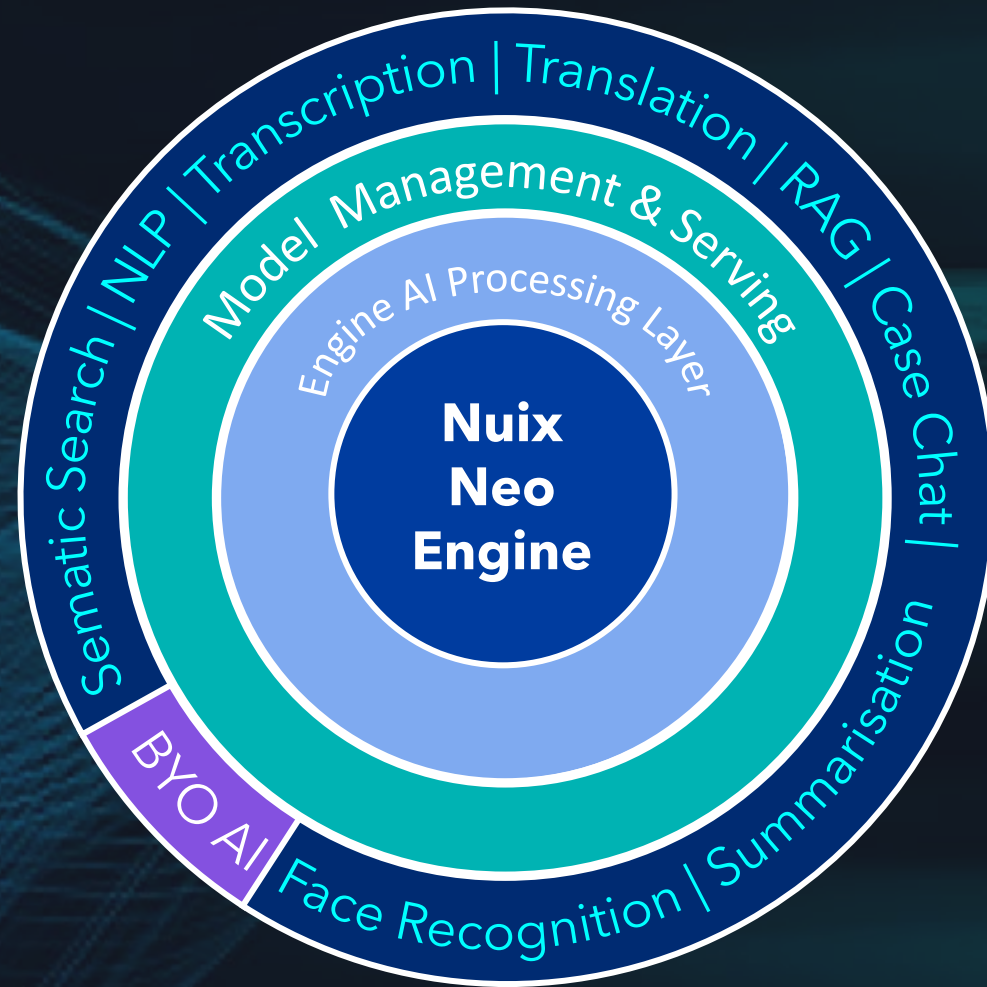 Sematic Search | NLP | Transcription | Translation | RAG | Case Chat |
Summarisation
Face Recognition |
BYO AI
Model Management & Serving
Engine AI Processing Layer
Nuix
Neo
Engine